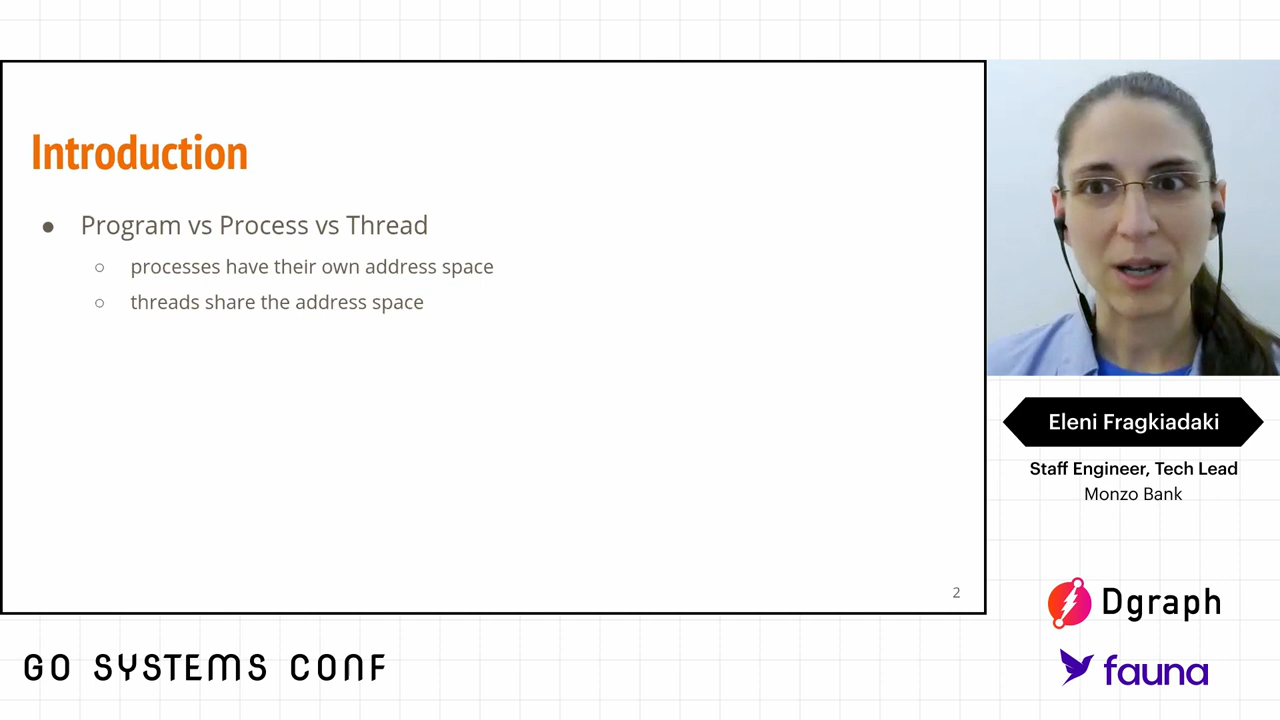 Introduction
● Program vs Process vs Thread
○ processes have their own address space
○ threads share the address space
2
Eleni Fragkiadaki
Staff Engineer, Tech Lead
Monzo Bank
Dgraph
fauna
GO SYSTEMS CONF